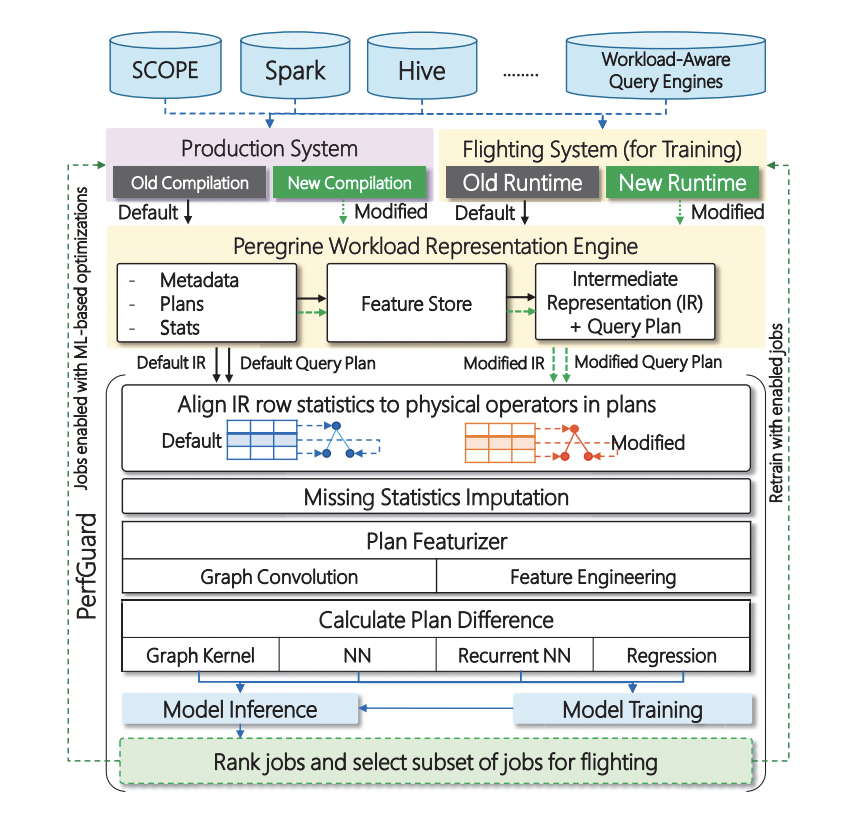 SCOPE
Spark
Hive
........
Workload-Aware
Query Engines
Production System
Flighting System (for Training)
Old Compilation
New Compilation
Old Runtime
New Runtime
Default
Modified
Default
Modified
Peregrine Workload Representation Engine
- Metadata
- Plans
- Stats
Feature Store
Intermediate
Representation (IR)
+ Query Plan
Default IR
Default Query Plan
Modified IR
Modified Query Plan
Jobs enabled with ML-based optimizations
Retrain with enabled jobs
PerfGuard
Align IR row statistics to physical operators in plans
Default
Modified
Missing Statistics Imputation
Plan Featurizer
Graph Convolution
Feature Engineering
Calculate Plan Difference
Graph Kernel
NN
Recurrent NN
Regression
Model Inference
Model Training
Rank jobs and select subset of jobs for flighting